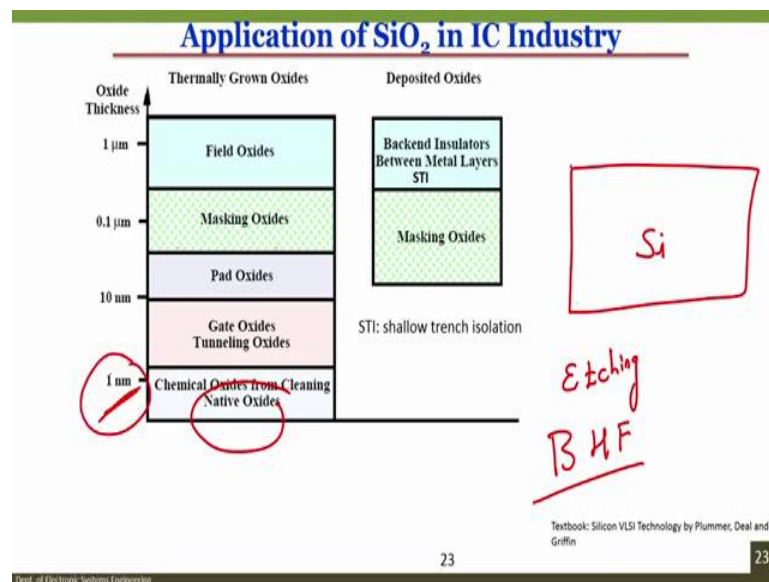 Application of SiO₂ in IC Industry
Thermally Grown Oxides
Deposited Oxides
Oxide
Thickness
1 µm
0.1 µm
10 nm
1 nm
Field Oxides
Masking Oxides
Pad Oxides
Gate Oxides
Tunneling Oxides
Chemical Oxides from Cleaning
Native Oxides
Backend Insulators
Between Metal Layers
STI
Masking Oxides
STI: shallow trench isolation
Si
Etching
BHF
Textbook: Silicon VLSI Technology by Plummer, Deal and
Griffin
23
23
Dept. of Electronic Systems Engineering